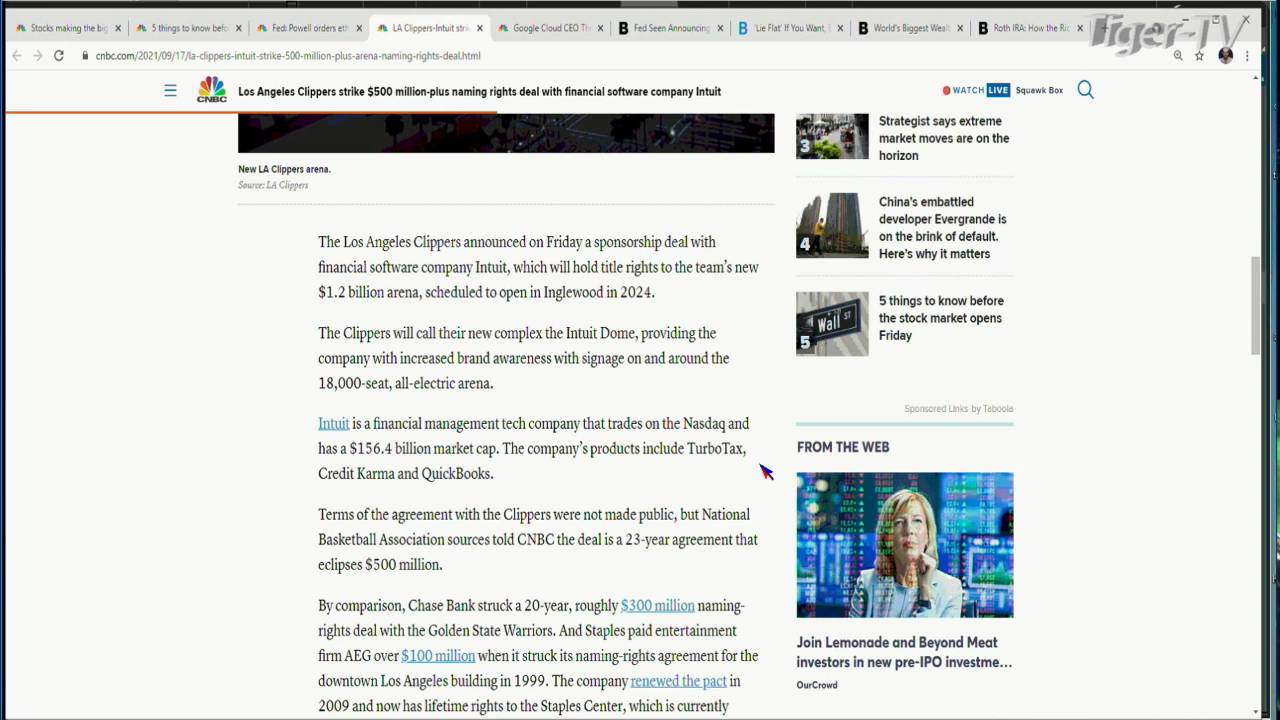 Stocks making the big
5 things to know befor
Fed: Powell orders eth
LA Clippers-Intuit strik
Google Cloud CEO Th
Fed Seen Announcing
'Lie Flat' If You Want,
World's Biggest Wealt
Roth IRA: How the Ric
Tiger-TV
cnbc.com/2021/09/17/la-clippers-intuit-strike-500-million-plus-arena-naming-rights-deal.html
CNBC
Los Angeles Clippers strike $500 million-plus naming rights deal with financial software company Intuit
WATCH LIVE Squawk Box
New LA Clippers arena.
Source: LA Clippers
The Los Angeles Clippers announced on Friday a sponsorship deal with
financial software company Intuit, which will hold title rights to the team's new
$1.2 billion arena, scheduled to open in Inglewood in 2024.
The Clippers will call their new complex the Intuit Dome, providing the
company with increased brand awareness with signage on and around the
18,000-seat, all-electric arena.
Intuit is a financial management tech company that trades on the Nasdaq and
has a $156.4 billion market cap. The company's products include TurboTax,
Credit Karma and QuickBooks.
Terms of the agreement with the Clippers were not made public, but National
Basketball Association sources told CNBC the deal is a 23-year agreement that
eclipses $500 million.
By comparison, Chase Bank struck a 20-year, roughly $300 million naming-
rights deal with the Golden State Warriors. And Staples paid entertainment
firm AEG over $100 million when it struck its naming-rights agreement for the
downtown Los Angeles building in 1999. The company renewed the pact in
2009 and now has lifetime rights to the Staples Center, which is currently
3
Strategist says extreme
market moves are on the
horizon
4
China's embattled
developer Evergrande is
on the brink of default.
Here's why it matters
Wall ST
5
5 things to know before
the stock market opens
Friday
Sponsored Links by Taboola
FROM THE WEB
Join Lemonade and Beyond Meat
investors in new pre-IPO investme...
OurCrowd